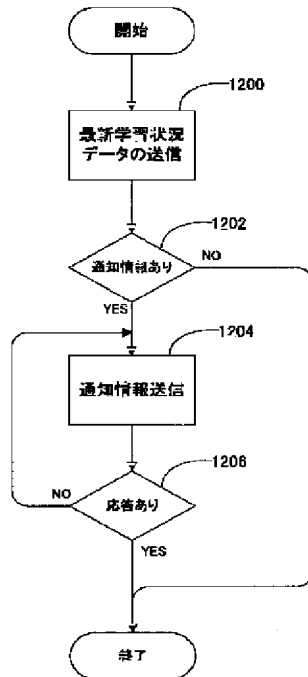 開始
1200
最新学習状況
データの送信
1202
通知情報あり
NO
YES
1204
通知情報送信
1206
応答あり
NO
YES
終了